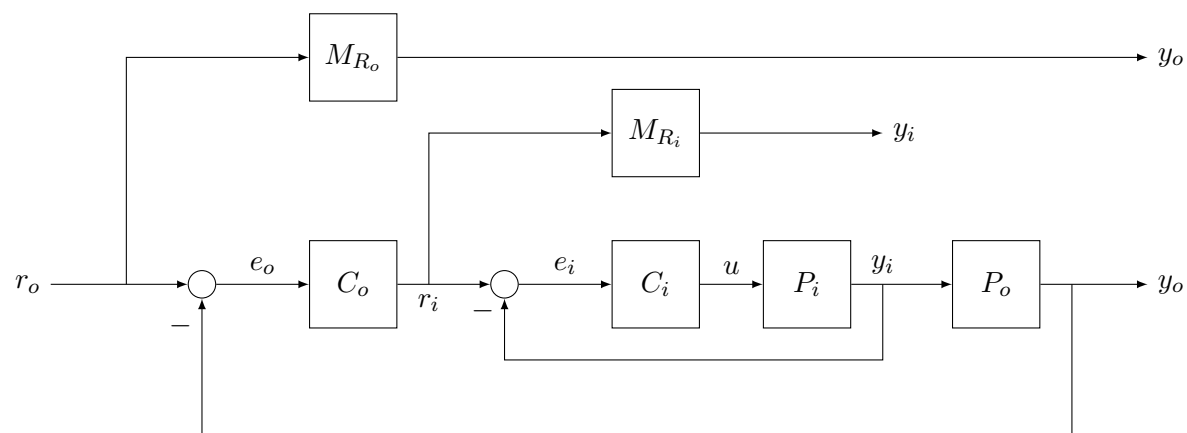 M_{R_o} y_o
M_{R_i} y_i
r_o e_o C_o r_i e_i C_i u P_i y_i P_o y_o
− −